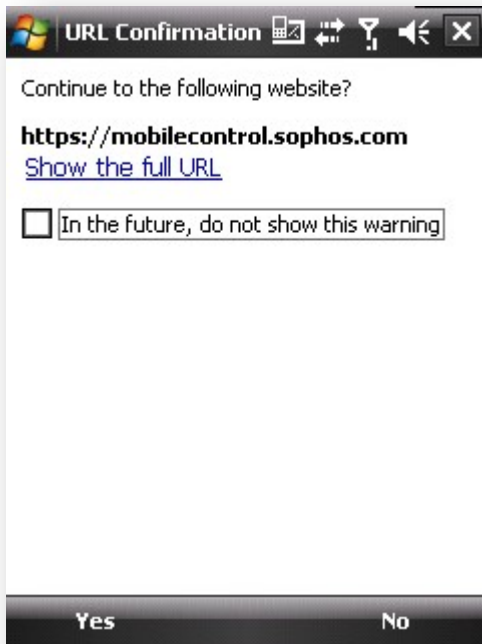 URL Confirmation
Continue to the following website?
https://mobilecontrol.sophos.com
Show the full URL
In the future, do not show this warning
Yes No